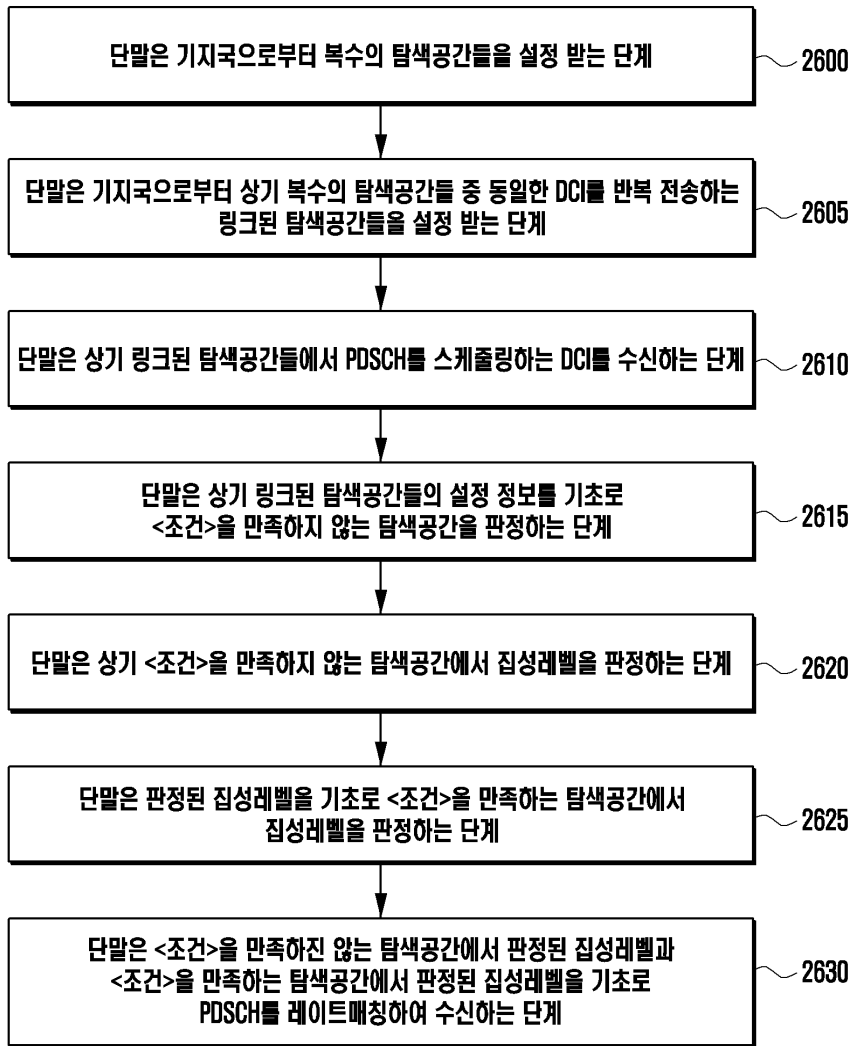 단말은 기지국으로부터 복수의 탐색공간들을 설정 받는 단계
2600
단말은 기지국으로부터 상기 복수의 탐색공간들 중 동일한 DCI를 반복 전송하는
링크된 탐색공간들을 설정 받는 단계
2605
단말은 상기 링크된 탐색공간들에서 PDSCH를 스케줄링하는 DCI를 수신하는 단계
2610
단말은 상기 링크된 탐색공간들의 설정 정보를 기초로
<조건>을 만족하지 않는 탐색공간을 판정하는 단계
2615
단말은 상기 <조건>을 만족하지 않는 탐색공간에서 집성레벨을 판정하는 단계
2620
단말은 판정된 집성레벨을 기초로 <조건>을 만족하는 탐색공간에서
집성레벨을 판정하는 단계
2625
단말은 <조건>을 만족하진 않는 탐색공간에서 판정된 집성레벨과
<조건>을 만족하는 탐색공간에서 판정된 집성레벨을 기초로
PDSCH를 레이트매칭하여 수신하는 단계
2630